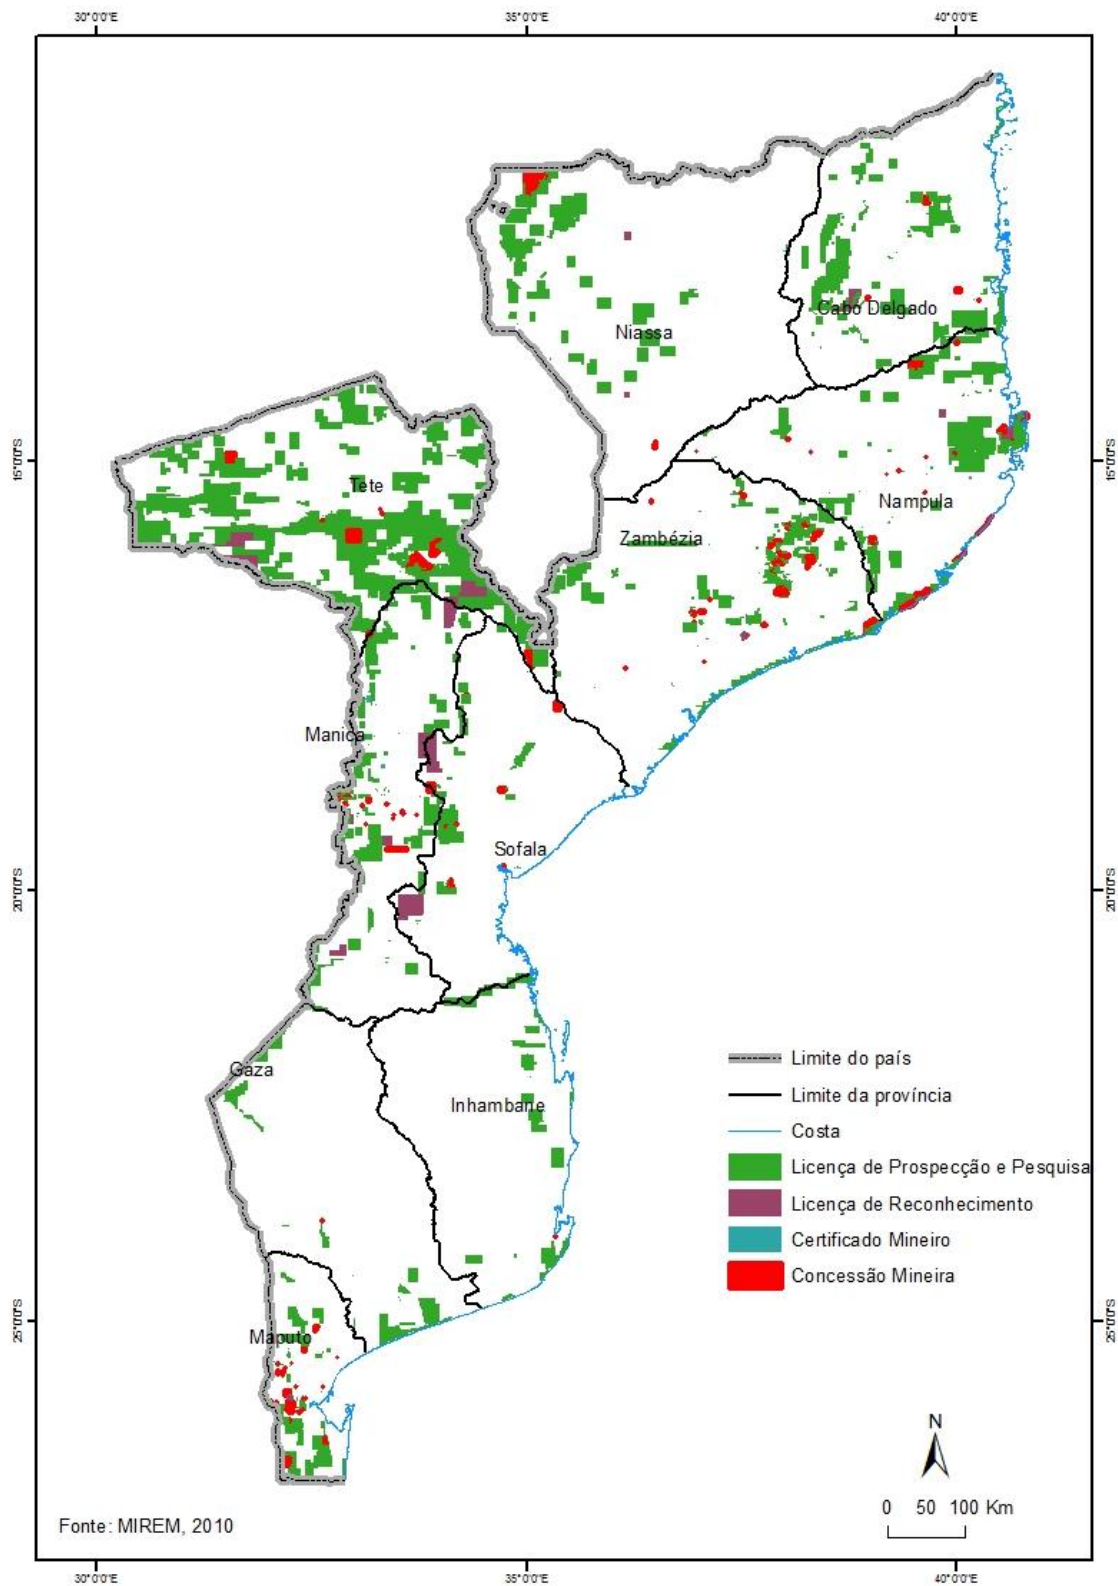 30°0'0"E 35°0'0"E 40°0'0"E
Niassa
Cabo Delgado
15°0'0"S 15°0'0"S
Tete
Nampula
Zambézia
Manica
Sofala
20°0'0"S 20°0'0"S
Gaza
Inhambane
Limite do país
Limite da província
Costa
Licença de Prospecção e Pesquisa
Licença de Reconhecimento
Certificado Mineiro
Concessão Mineira
25°0'0"S 25°0'0"S
Maputo
N
0 50 100 Km
Fonte: MIREM, 2010
30°0'0"E 35°0'0"E 40°0'0"E